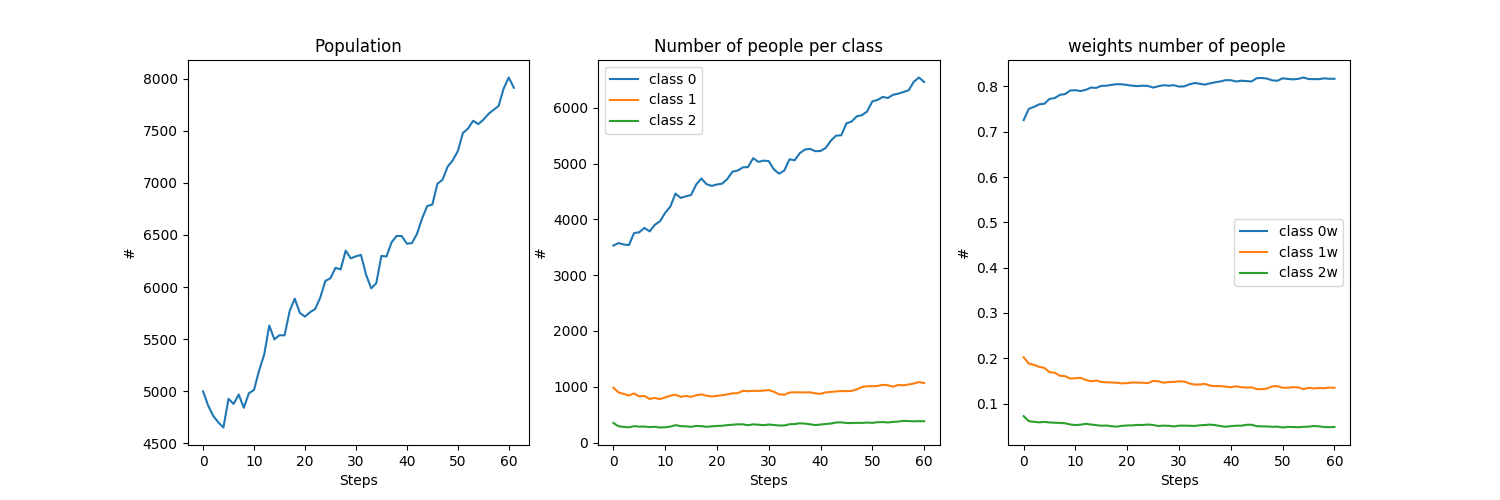 Population
8000
7500
7000
6500
6000
5500
5000
4500
#
0 10 20 30 40 50 60
Steps
Number of people per class
class 0
class 1
class 2
6000
5000
4000
3000
2000
1000
0
#
0 10 20 30 40 50 60
Steps
weights number of people
0.8
0.7
0.6
0.5
0.4
0.3
0.2
0.1
#
class 0w
class 1w
class 2w
0 10 20 30 40 50 60
Steps